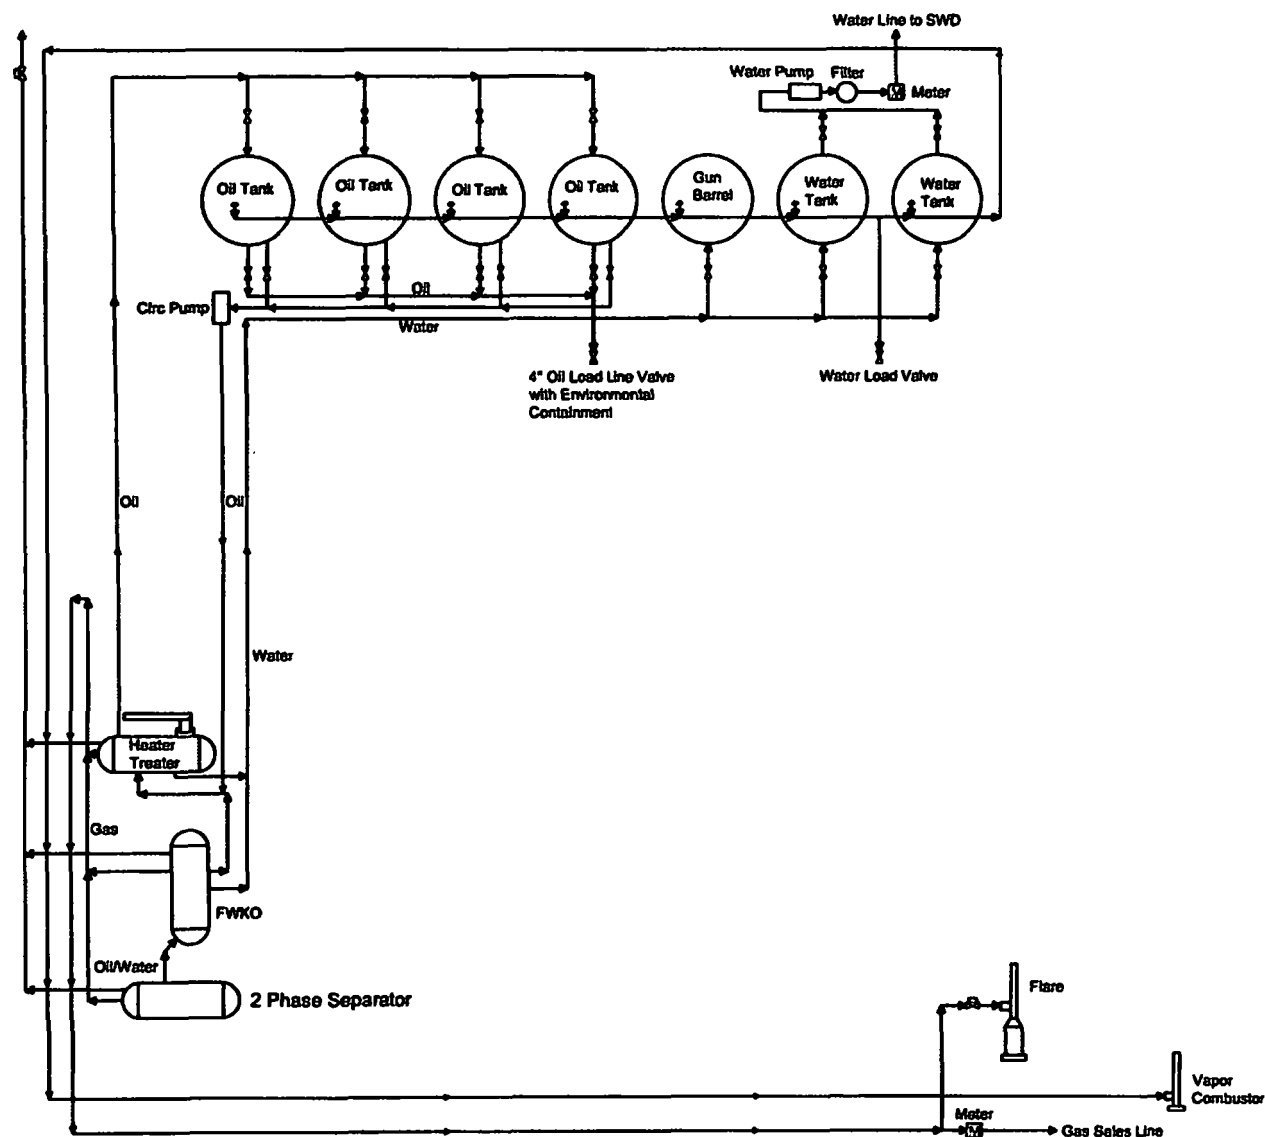 Water Line to SWD
Water Pump
Filter
Meter
M
Oil Tank
Oil Tank
Oil Tank
Oil Tank
Gun
Barrel
Water
Tank
Water
Tank
Oil
Circ Pump
Water
4" Oil Load Line Valve
with Environmental
Containment
Water Load Valve
Oil
Oil
Water
Heater
Treater
Gas
FWKO
Oil/Water
2 Phase Separator
Flare
Vapor
Combustor
Meter
M
Gas Sales Line